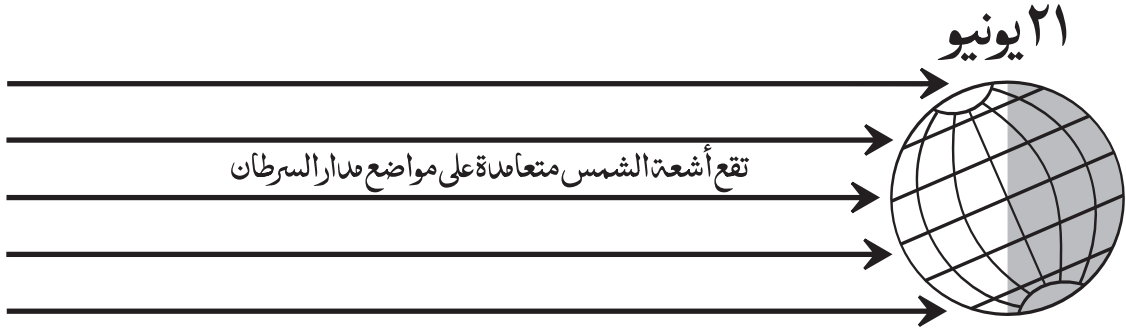 ٢١ يونيو
تقع أشعة الشمس متعامدة على مواضع مدار السرطان